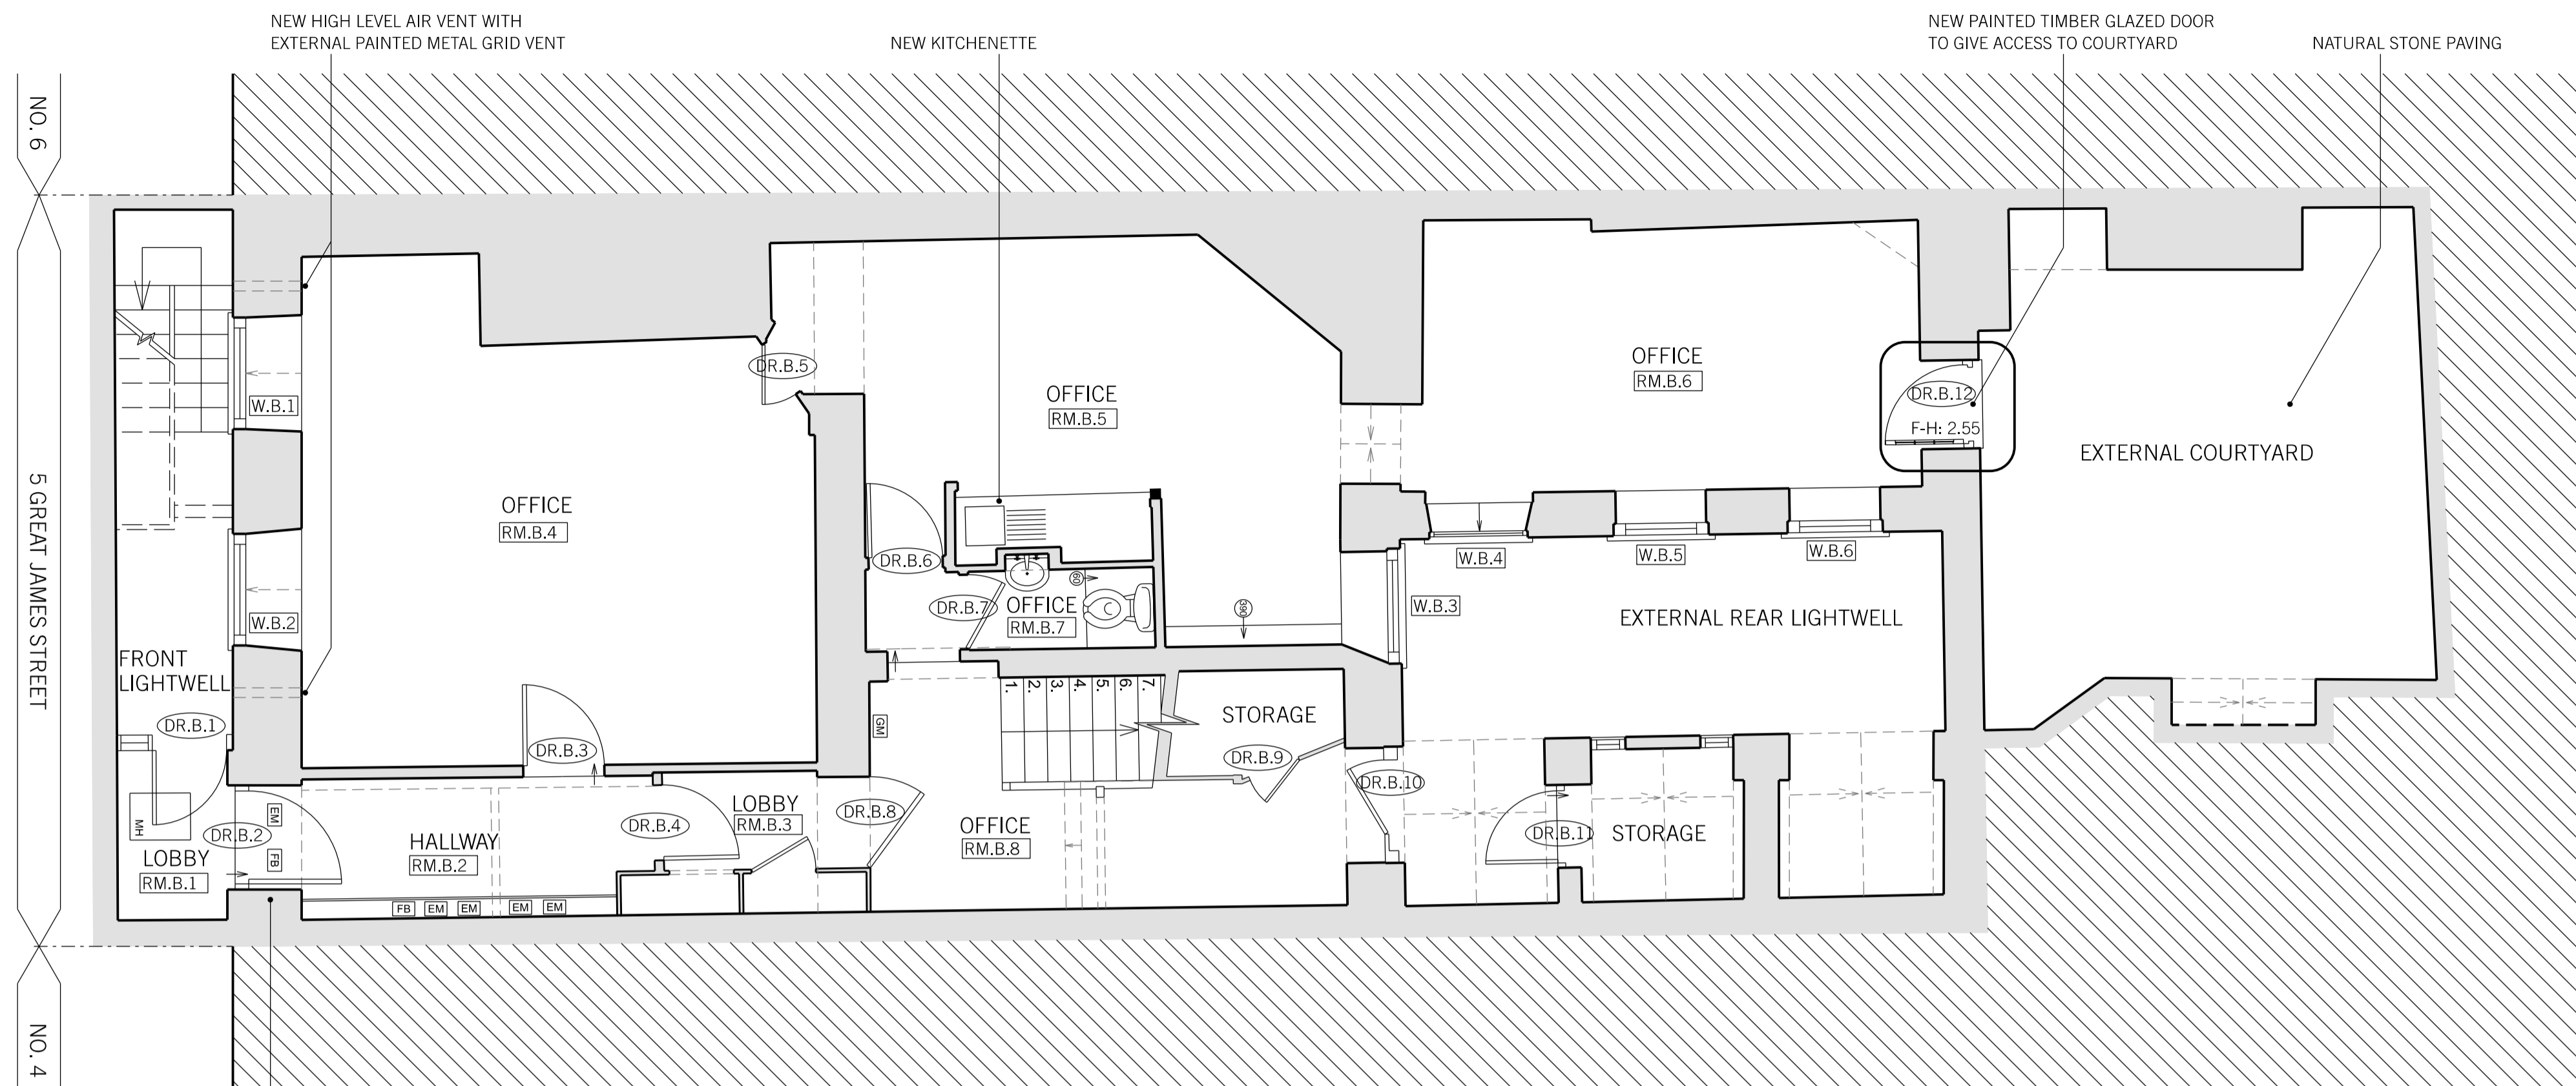 NEW HIGH LEVEL AIR VENT WITH
EXTERNAL PAINTED METAL GRID VENT
NEW KITCHENETTE
NEW PAINTED TIMBER GLAZED DOOR
TO GIVE ACCESS TO COURTYARD
NATURAL STONE PAVING
NO. 6
5 GREAT JAMES STREET
NO. 4
W.B.1
W.B.2
FRONT
LIGHTWELL
DR.B.1
MH
DR.B.2
EM
FB
LOBBY
RM.B.1
OFFICE
RM.B.4
DR.B.3
HALLWAY
RM.B.2
FB
EM
EM
EM
EM
DR.B.4
LOBBY
RM.B.3
DR.B.8
DR.B.5
OFFICE
RM.B.5
DR.B.6
DR.B.7
OFFICE
RM.B.7
60
390
GM
1.
2.
3.
4.
5.
6.
7.
STORAGE
DR.B.9
OFFICE
RM.B.8
DR.B.10
OFFICE
RM.B.6
DR.B.12
F-H: 2.55
W.B.3
W.B.4
W.B.5
W.B.6
EXTERNAL REAR LIGHTWELL
DR.B.11
STORAGE
EXTERNAL COURTYARD